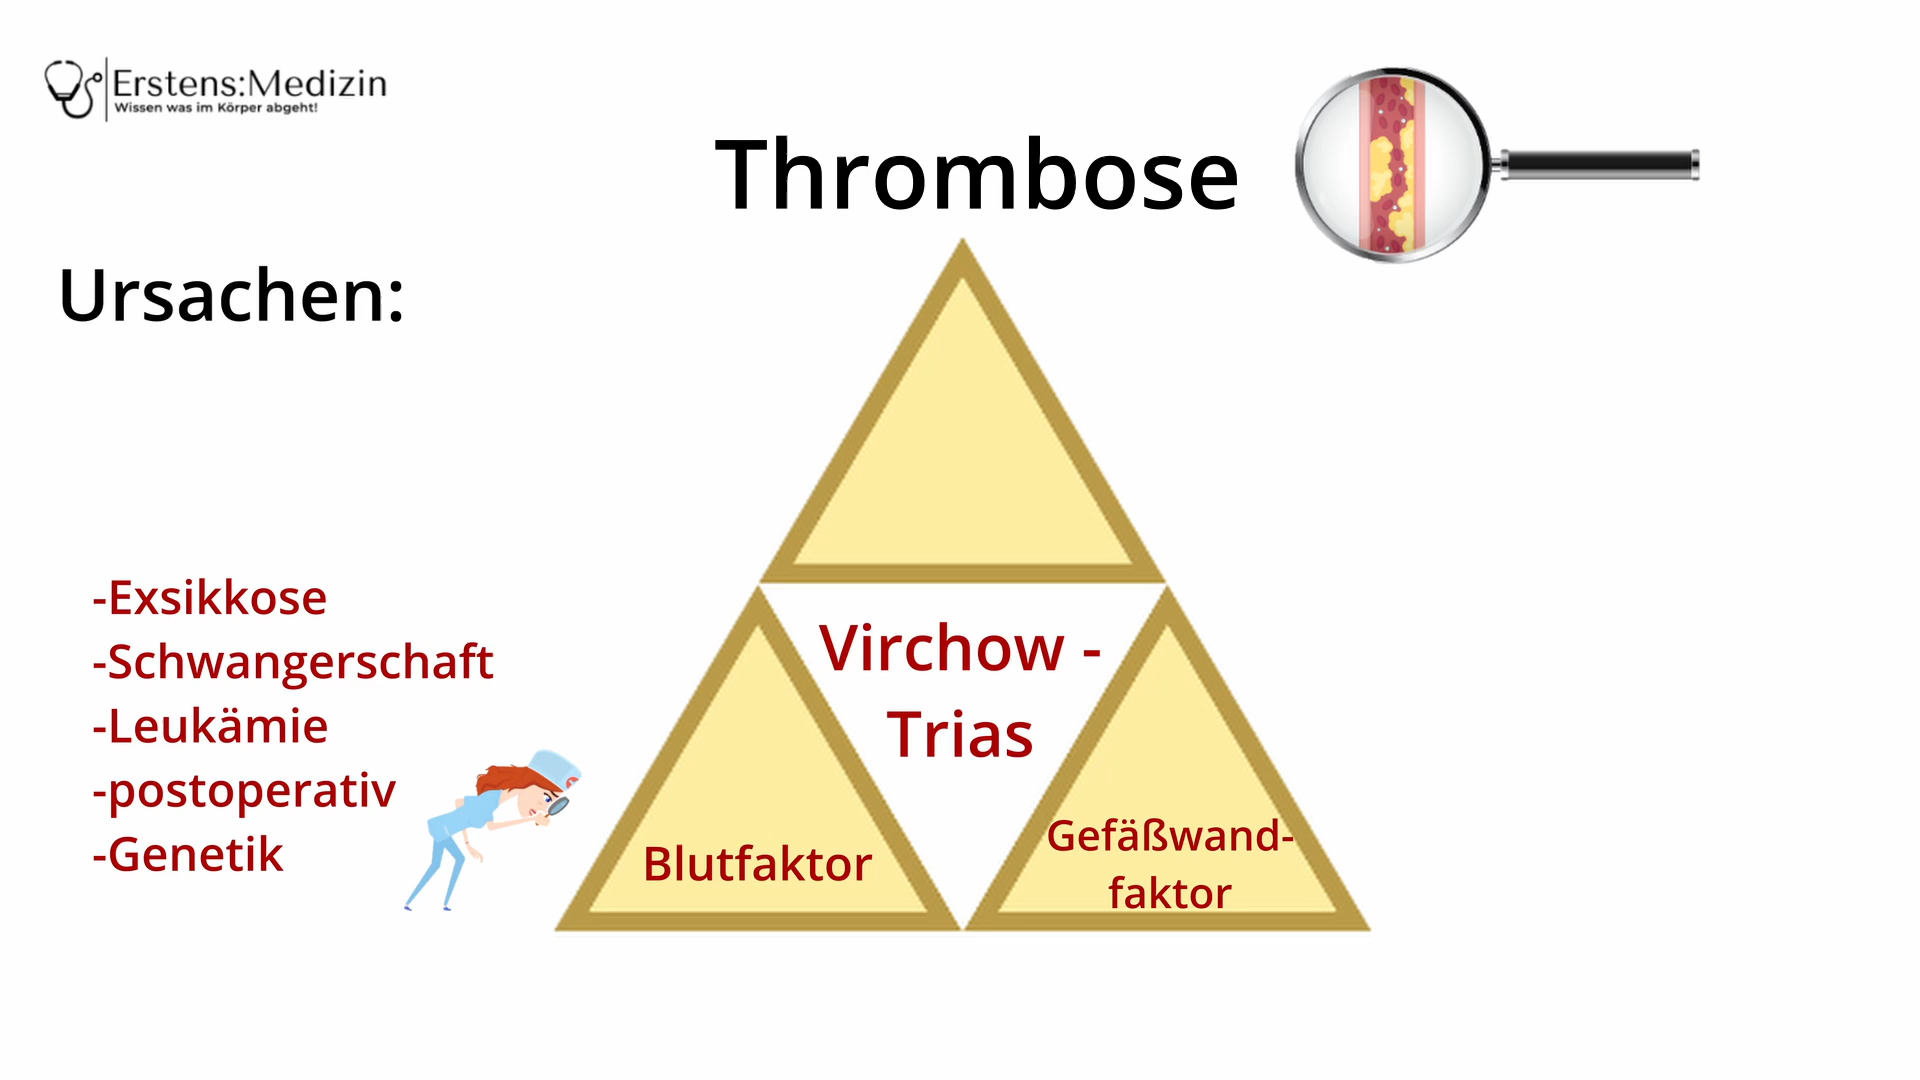 Erstens:Medizin
Wissen was im Körper abgeht!
Thrombose
Ursachen:
-Exsikkose
-Schwangerschaft
-Leukämie
-postoperativ
-Genetik
Virchow -
Trias
Blutfaktor
Gefäßwand-
faktor